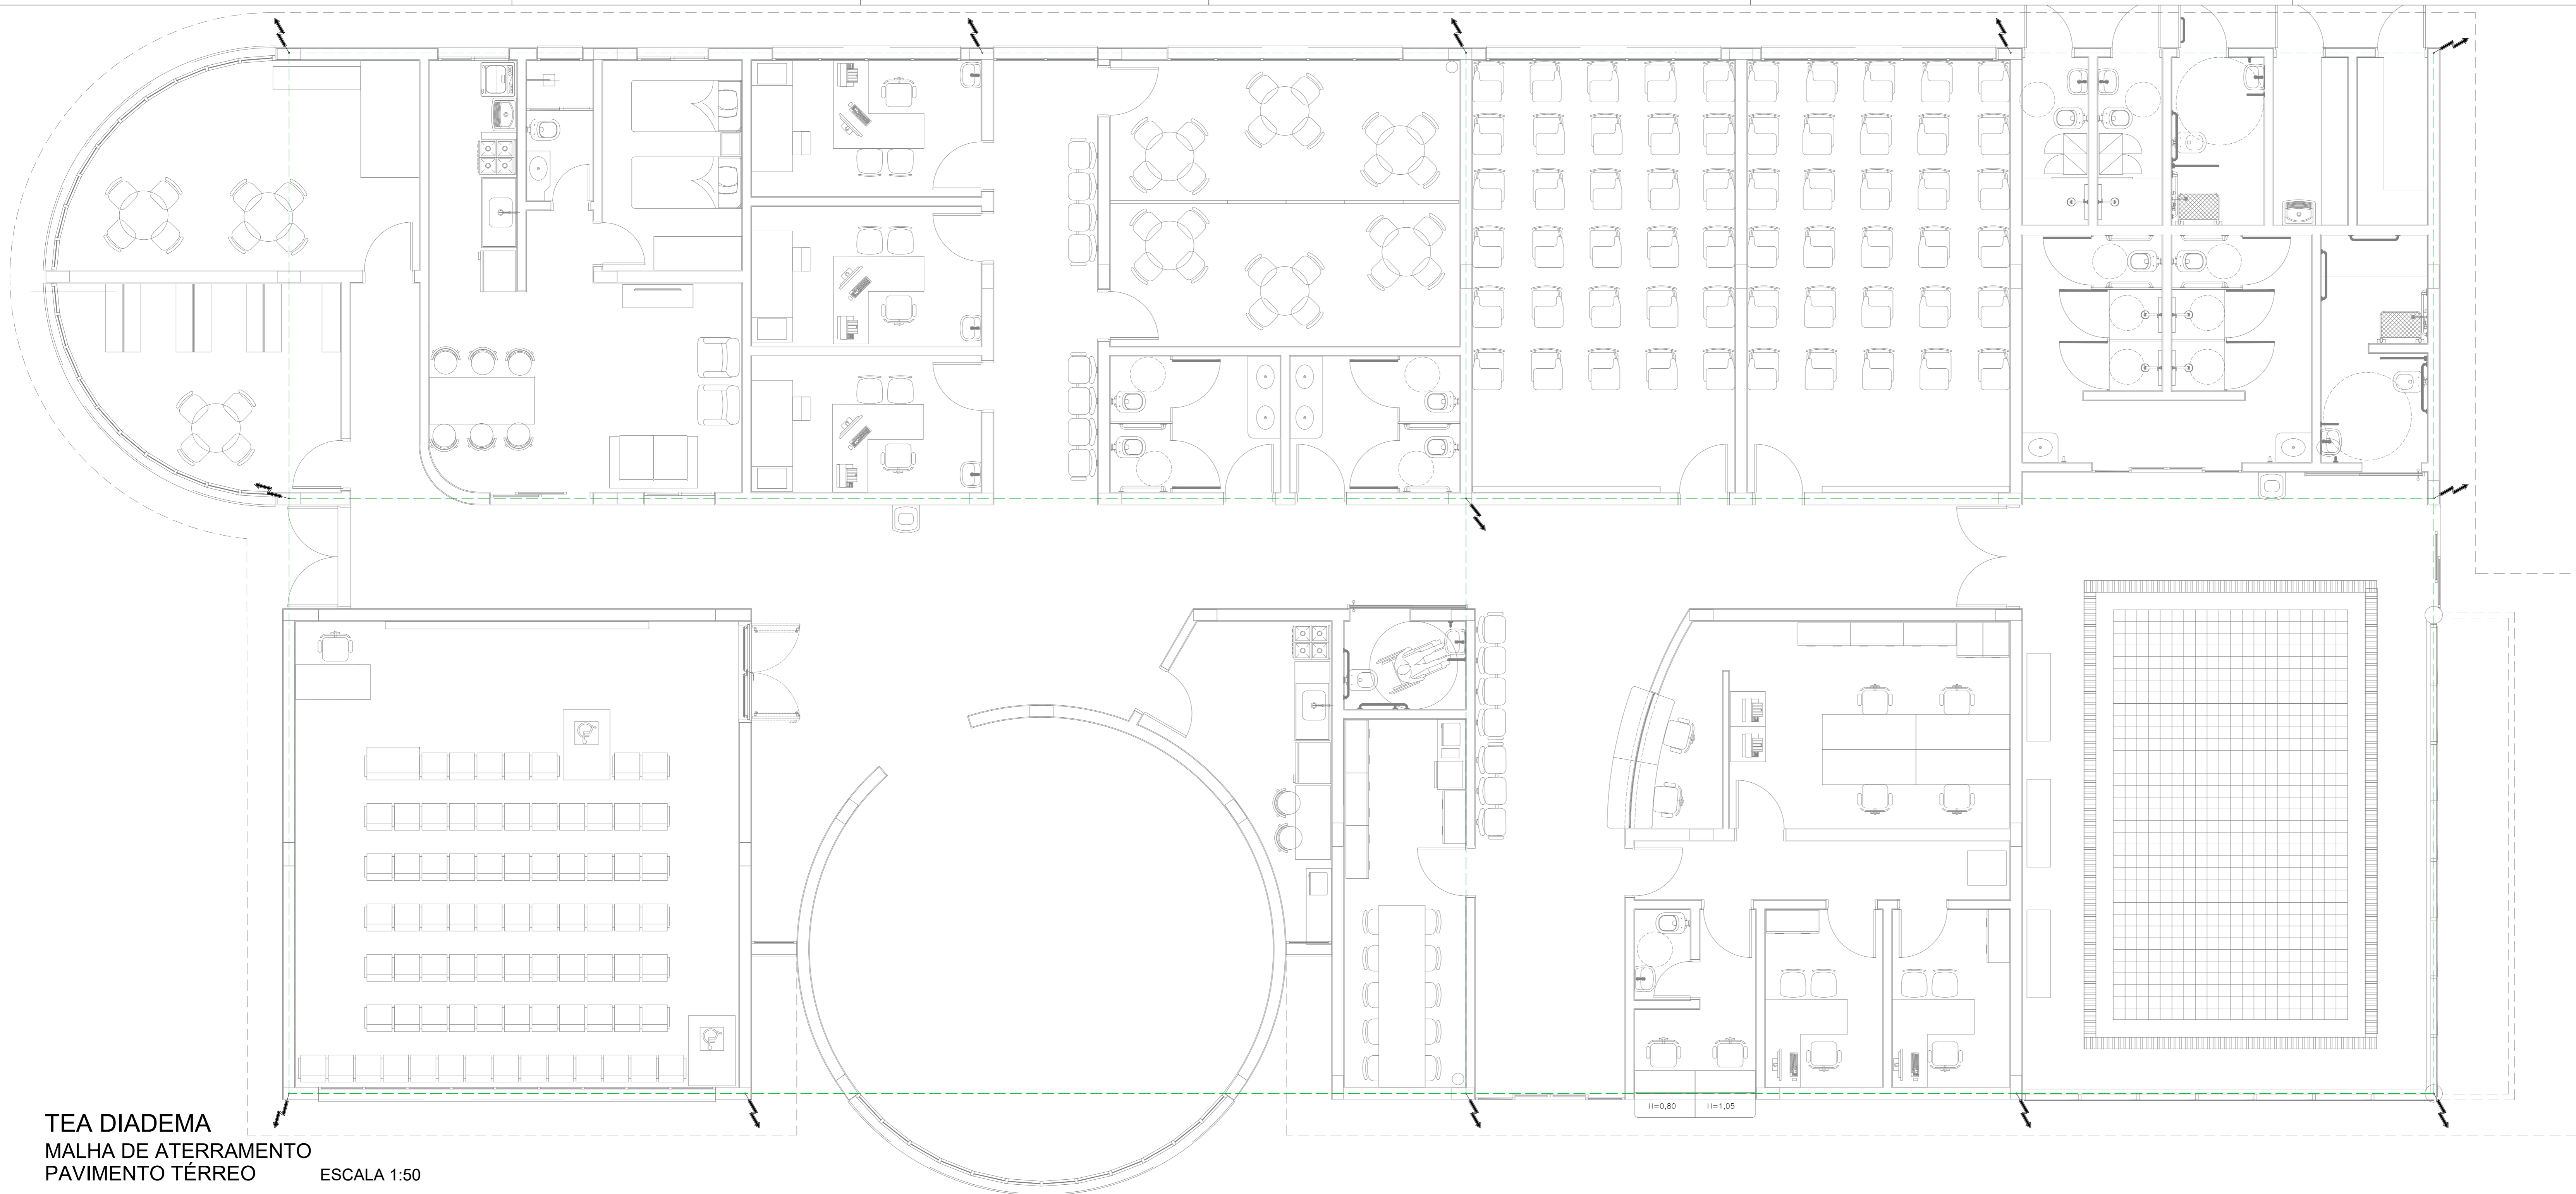 H=0,80 H=1,05
TEA DIADEMA
MALHA DE ATERRAMENTO
PAVIMENTO TÉRREO ESCALA 1:50